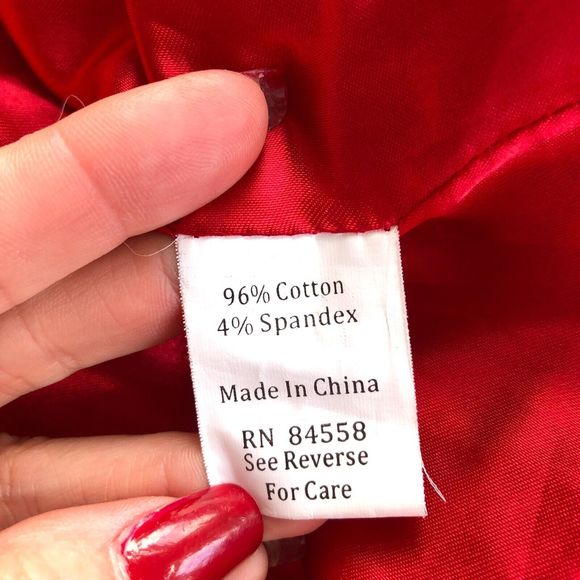 96% Cotton
4% Spandex
Made In China
RN 84558
See Reverse
For Care